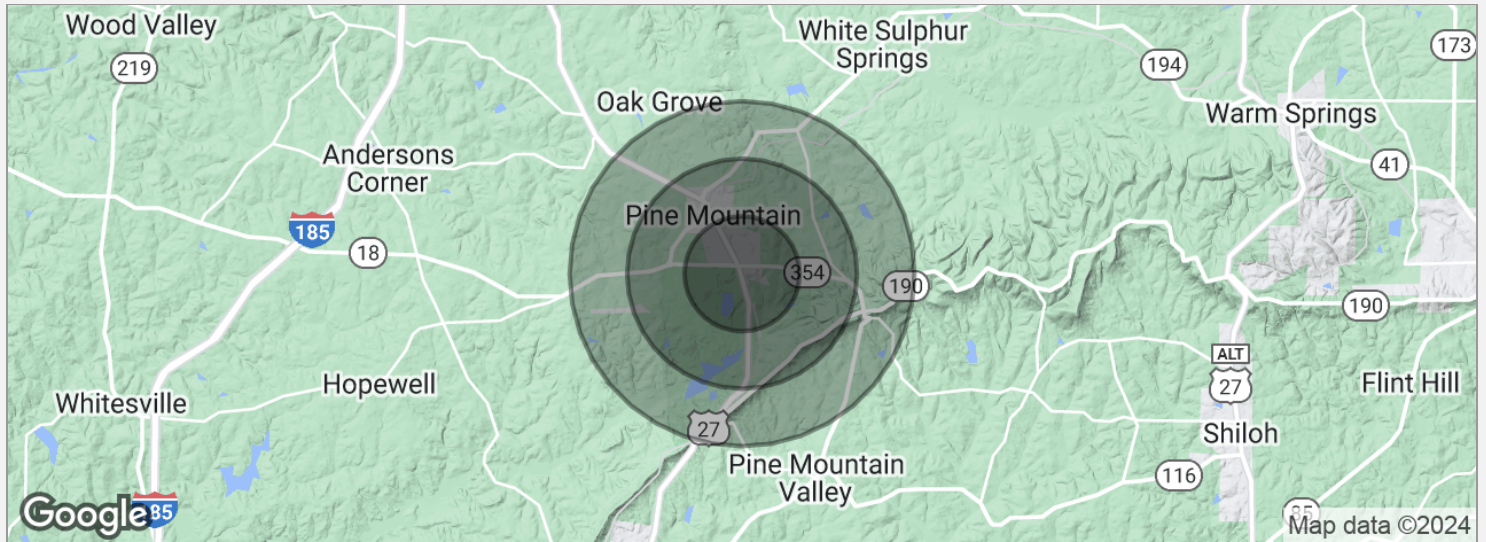 Wood Valley
219
White Sulphur
Springs
194
173
Oak Grove
Warm Springs
Andersons
Corner
41
185
18
Pine Mountain
354
190
190
ALT
27
Hopewell
Whitesville
Flint Hill
27
Shiloh
Pine Mountain
Valley
116
85
Google
85
Map data ©2024